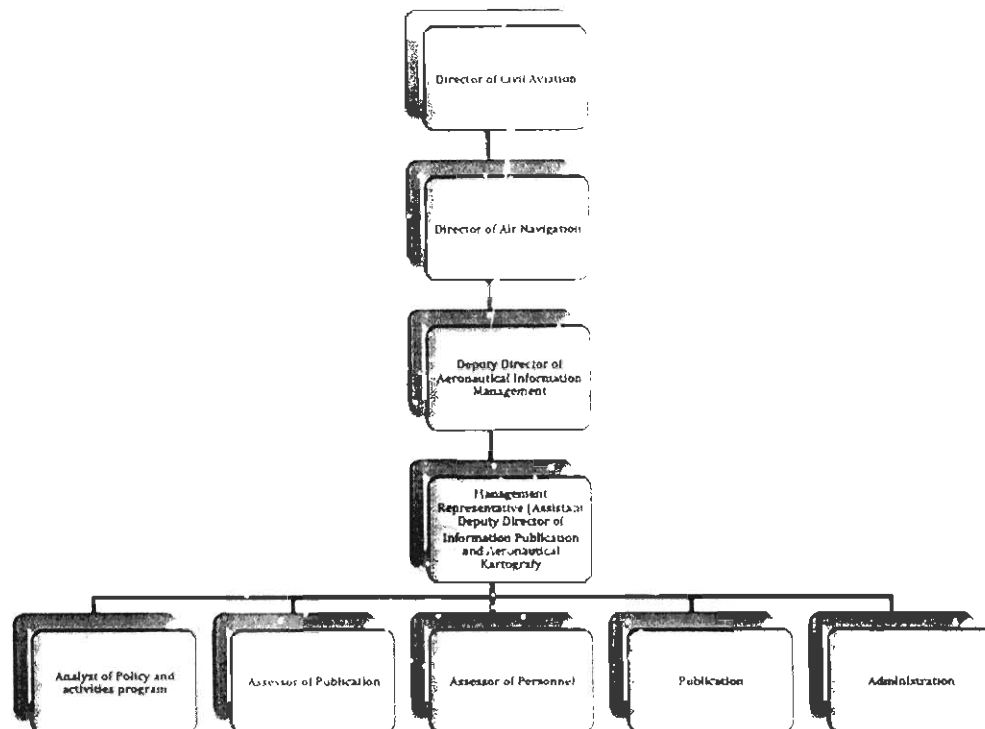 Director of Civil Aviation
Director of Air Navigation
Deputy Director of
Aeronautical Information
Management
Management
Representative (Assistant
Deputy Director of
Information Publication
and Aeronautical
Kartografy
Analyst of Policy and
activities program
Assessor of Publication
Assessor of Personnel
Publication
Administration